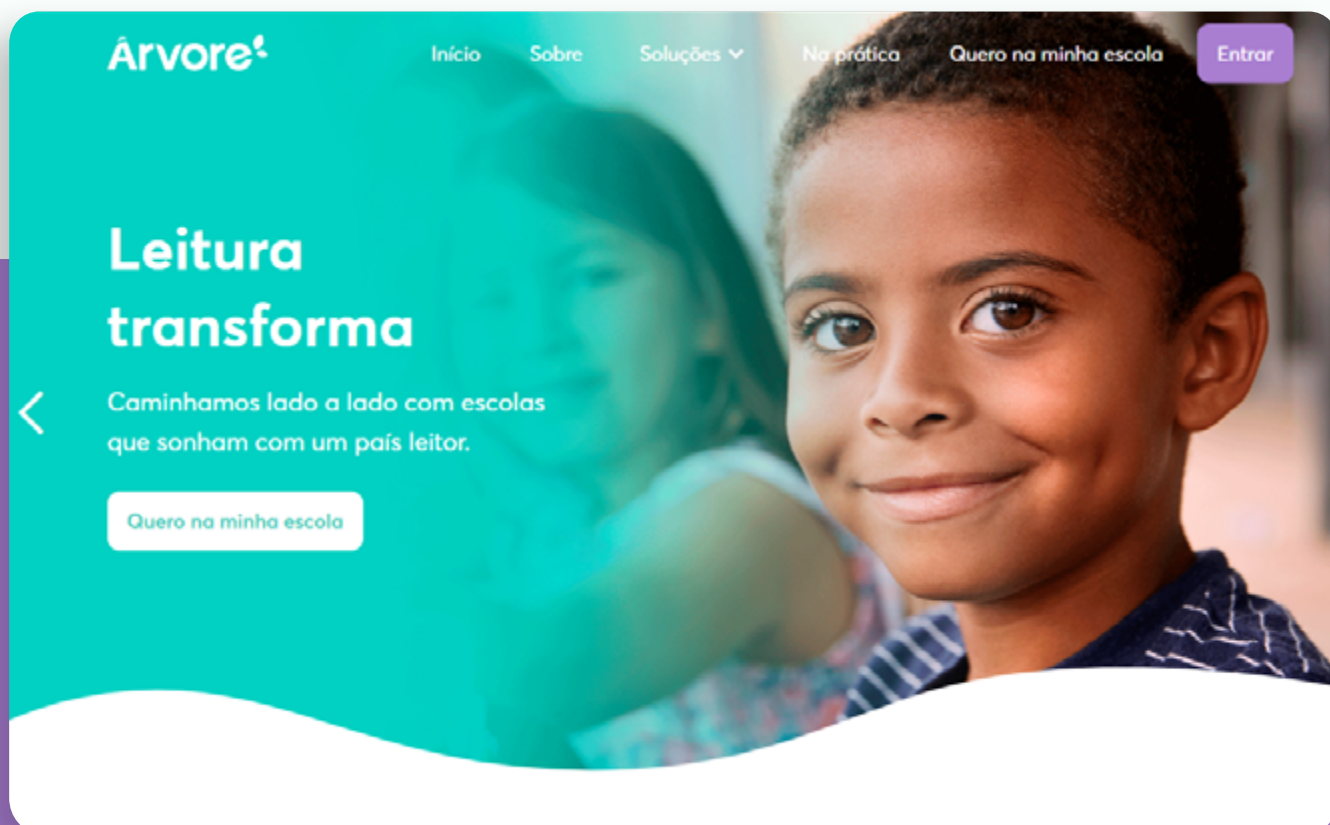 Árvore
Início Sobre Soluções Na prática Quero na minha escola Entrar
Leitura
transforma
Caminhamos lado a lado com escolas
que sonham com um país leitor.
Quero na minha escola